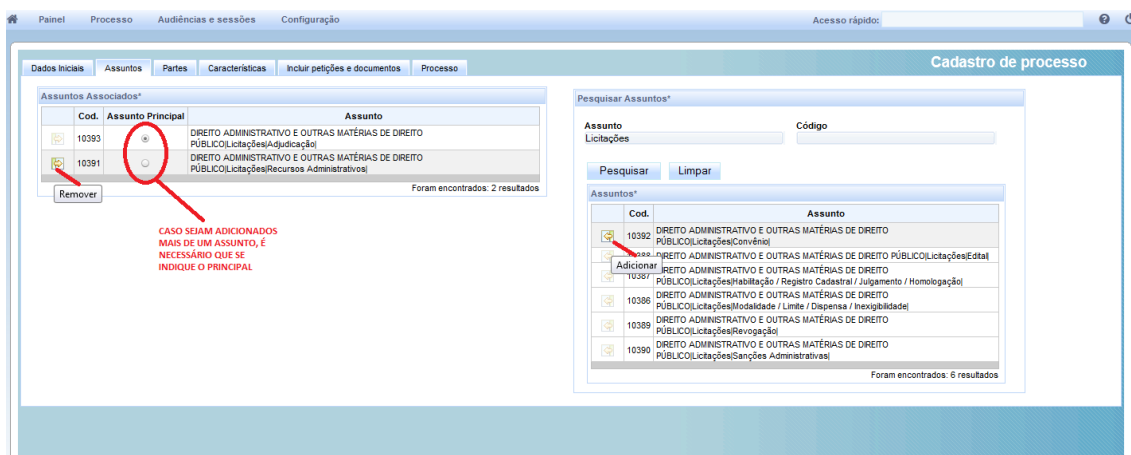 Painel Processo Audiências e sessões Configuração Acesso rápido:
Cadastro de processo
Dados Iniciais Assuntos Partes Características Incluir petições e documentos Processo
Assuntos Associados*
Cod. Assunto Principal Assunto
10393 DIREITO ADMINISTRATIVO E OUTRAS MATÉRIAS DE DIREITO
PÚBLICO|Licitações|Adjudicação|
10391 DIREITO ADMINISTRATIVO E OUTRAS MATÉRIAS DE DIREITO
PÚBLICO|Licitações|Recursos Administrativos|
Foram encontrados: 2 resultados
Remover
CASO SEJAM ADICIONADOS
MAIS DE UM ASSUNTO, É
NECESSÁRIO QUE SE
INDIQUE O PRINCIPAL
Pesquisar Assuntos*
Assunto Código
Licitações
Pesquisar Limpar
Assuntos*
Cod. Assunto
10392 DIREITO ADMINISTRATIVO E OUTRAS MATÉRIAS DE DIREITO
PÚBLICO|Licitações|Convênio|
10388 DIREITO ADMINISTRATIVO E OUTRAS MATÉRIAS DE DIREITO PÚBLICO|Licitações|Edital|
Adicionar
10387 DIREITO ADMINISTRATIVO E OUTRAS MATÉRIAS DE DIREITO
PÚBLICO|Licitações|Habilitação / Registro Cadastral / Julgamento / Homologação|
10386 DIREITO ADMINISTRATIVO E OUTRAS MATÉRIAS DE DIREITO
PÚBLICO|Licitações|Modalidade / Limite / Dispensa / Inexigibilidade|
10389 DIREITO ADMINISTRATIVO E OUTRAS MATÉRIAS DE DIREITO
PÚBLICO|Licitações|Revogação|
10390 DIREITO ADMINISTRATIVO E OUTRAS MATÉRIAS DE DIREITO
PÚBLICO|Licitações|Sanções Administrativas|
Foram encontrados: 6 resultados